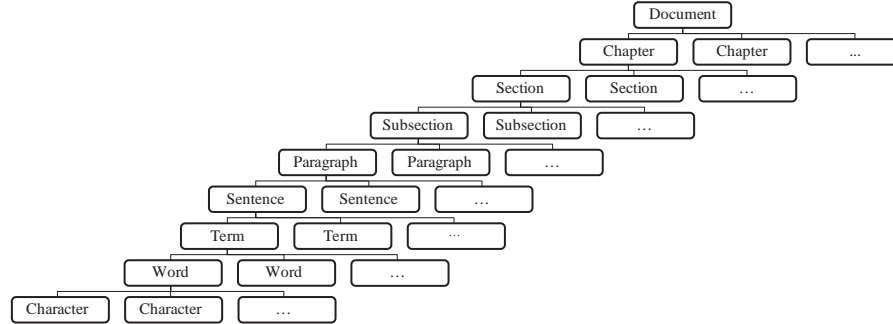 Document
Chapter Chapter ...
Section Section …
Subsection Subsection …
Paragraph Paragraph …
Sentence Sentence …
Term Term …
Word Word …
Character Character …